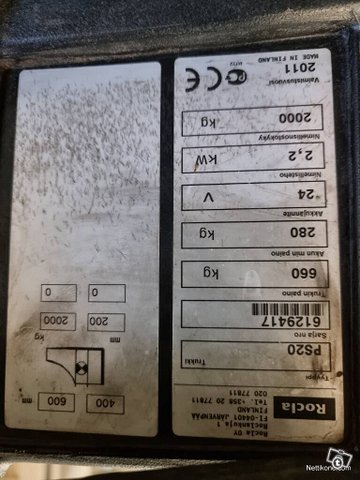 Rocla
Rocla OY
Roclankuja 1
FI-04401 JÄRVENPÄÄ
FINLAND
Tel. +358 20 77811
020 77811
Tyyppi
PS20
Trukki
Sarja nro
6129417
Trukin paino
660 kg
Akun min paino
280 kg
Akkujännite
24 V
Nimellisteho
2,2 kW
Nimellisnostokyky
2000 kg
Valmistusvuosi
2011
MADE IN FINLAND
CE
400 600 mm
200 2000
mm kg
0 0
Nettikone.com